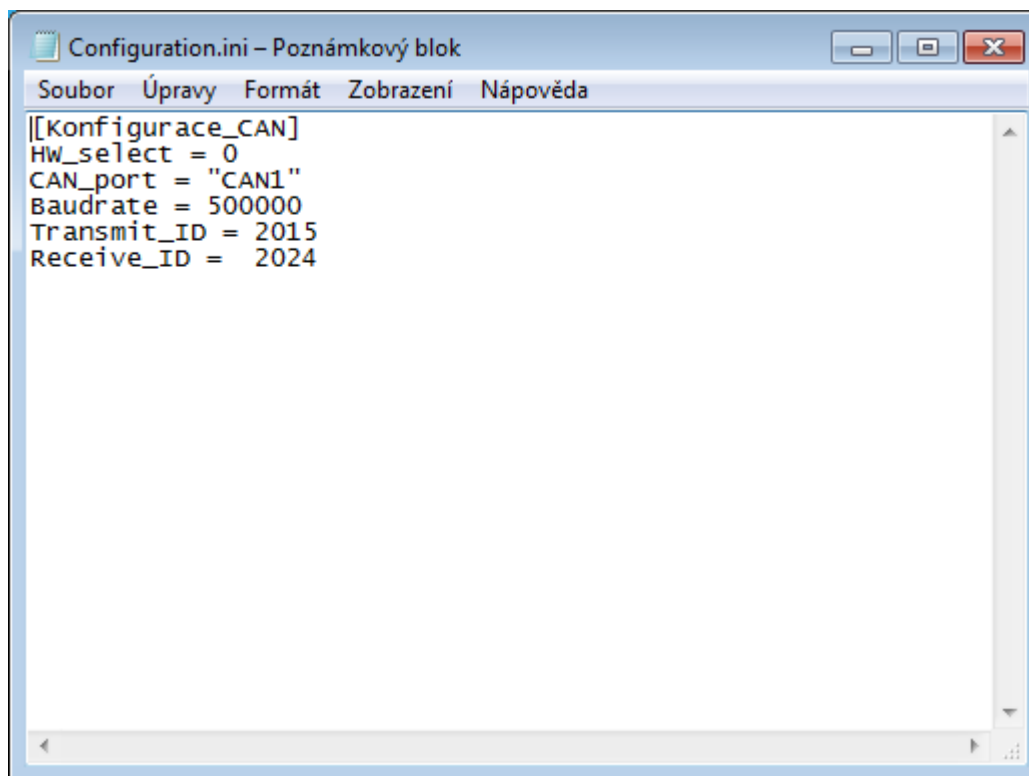 Configuration.ini – Poznámkový blok
Soubor Úpravy Formát Zobrazení Nápověda
[Konfigurace_CAN]
HW_select = 0
CAN_port = "CAN1"
Baudrate = 500000
Transmit_ID = 2015
Receive_ID =  2024